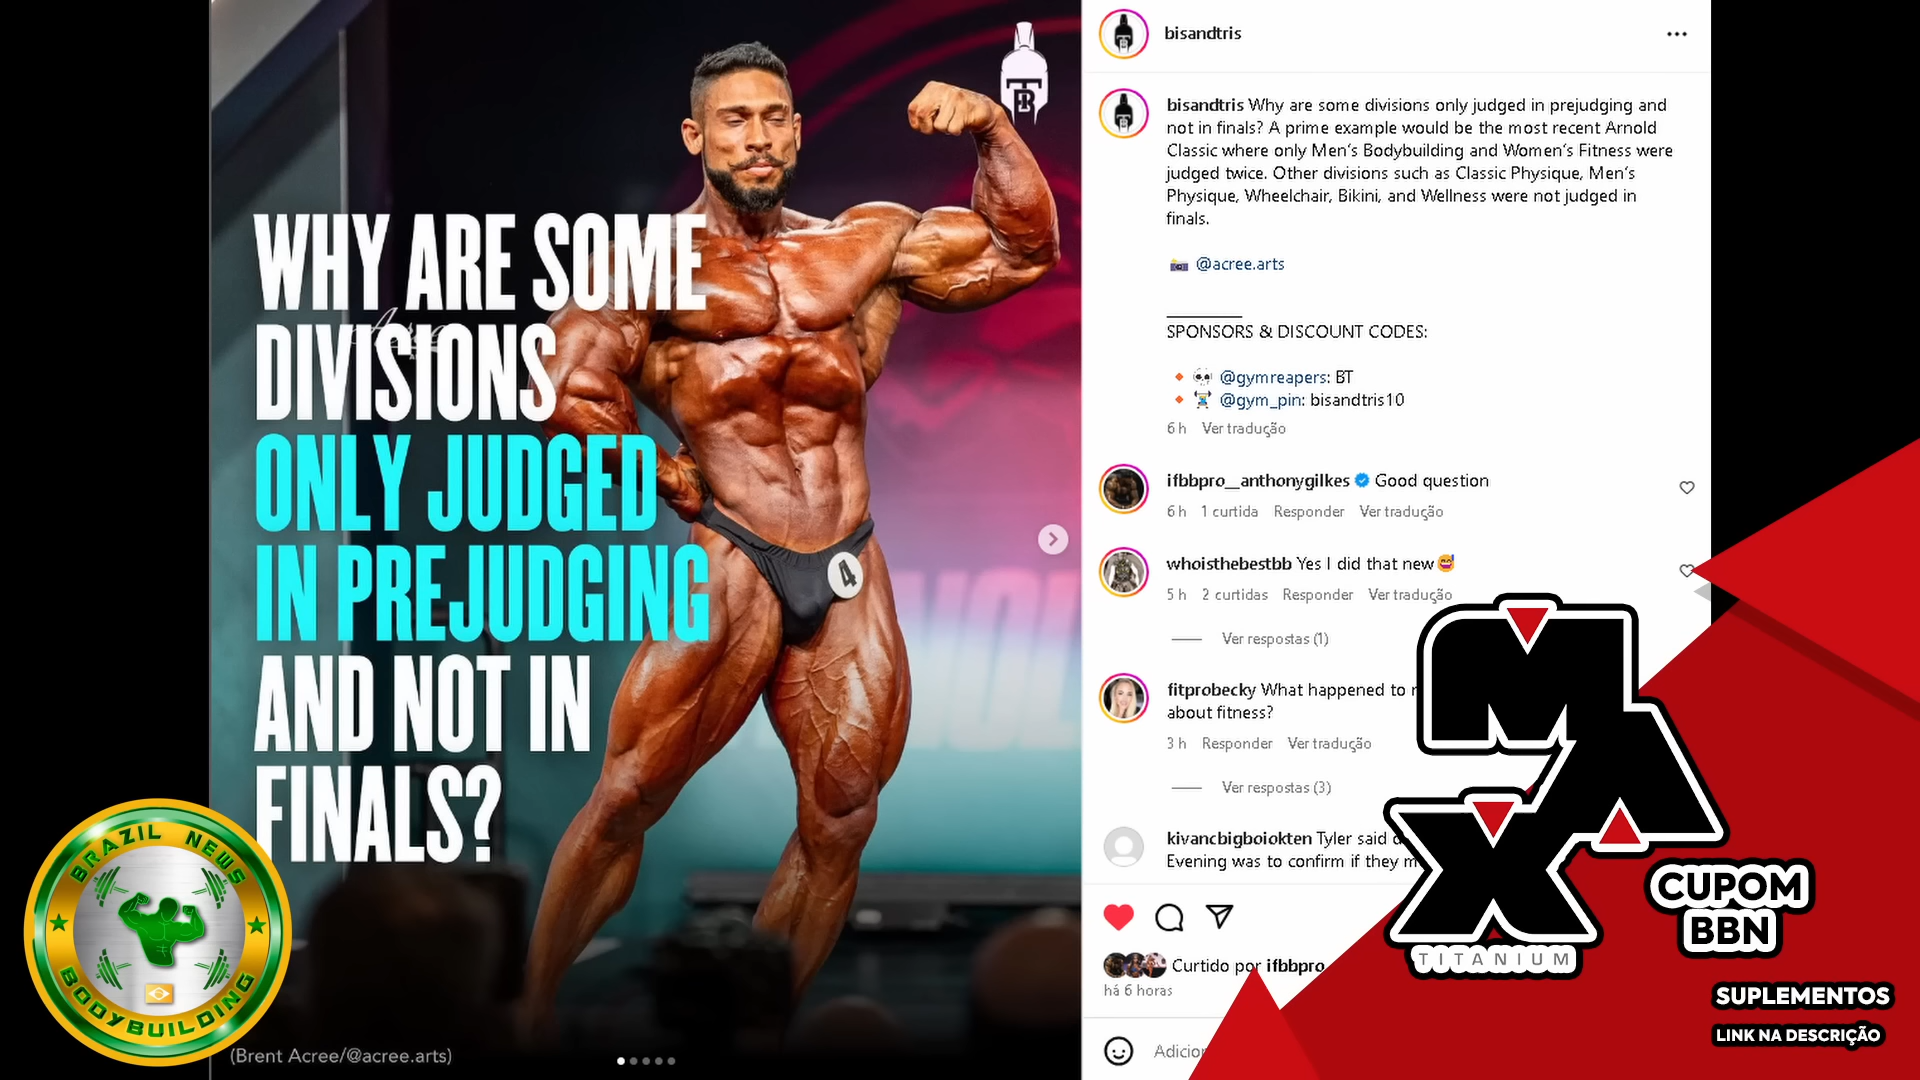 WHY ARE SOME
DIVISIONS
ONLY JUDGED
IN PREJUDGING
AND NOT IN
FINALS?
(Brent Acree/@acree.arts)
4
BRAZIL NEWS
BODYBUILDING
bisandtris
bisandtris Why are some divisions only judged in prejudging and
not in finals? A prime example would be the most recent Arnold
Classic where only Men's Bodybuilding and Women's Fitness were
judged twice. Other divisions such as Classic Physique, Men's
Physique, Wheelchair, Bikini, and Wellness were not judged in
finals.
@acree.arts
SPONSORS & DISCOUNT CODES:
@gymreapers: BT
@gym_pin: bisandtris10
6 h Ver tradução
ifbbpro__anthonygilkes Good question
6 h 1 curtida Responder Ver tradução
whoisthebestbb Yes I did that new
5 h 2 curtidas Responder Ver tradução
Ver respostas (1)
fitprobecky What happened to
about fitness?
3 h Responder Ver tradução
Ver respostas (3)
kivancbigboiokten Tyler said
Evening was to confirm if they
Curtido por ifbbpro
há 6 horas
MAX
TITANIUM
CUPOM
BBN
SUPLEMENTOS
LINK NA DESCRIÇÃO